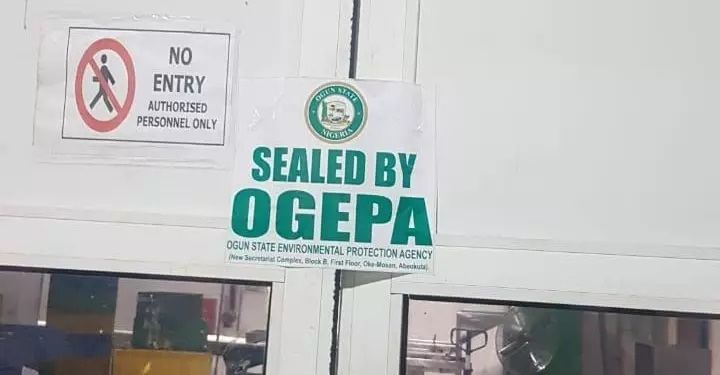 NO
ENTRY
AUTHORISED
PERSONNEL ONLY
OGUN STATE
NIGERIA
SEALED BY
OGEPA
OGUN STATE ENVIRONMENTAL PROTECTION AGENCY
(New Secretariat Complex, Block B, First Floor, Oke-Mosan, Abeokuta).